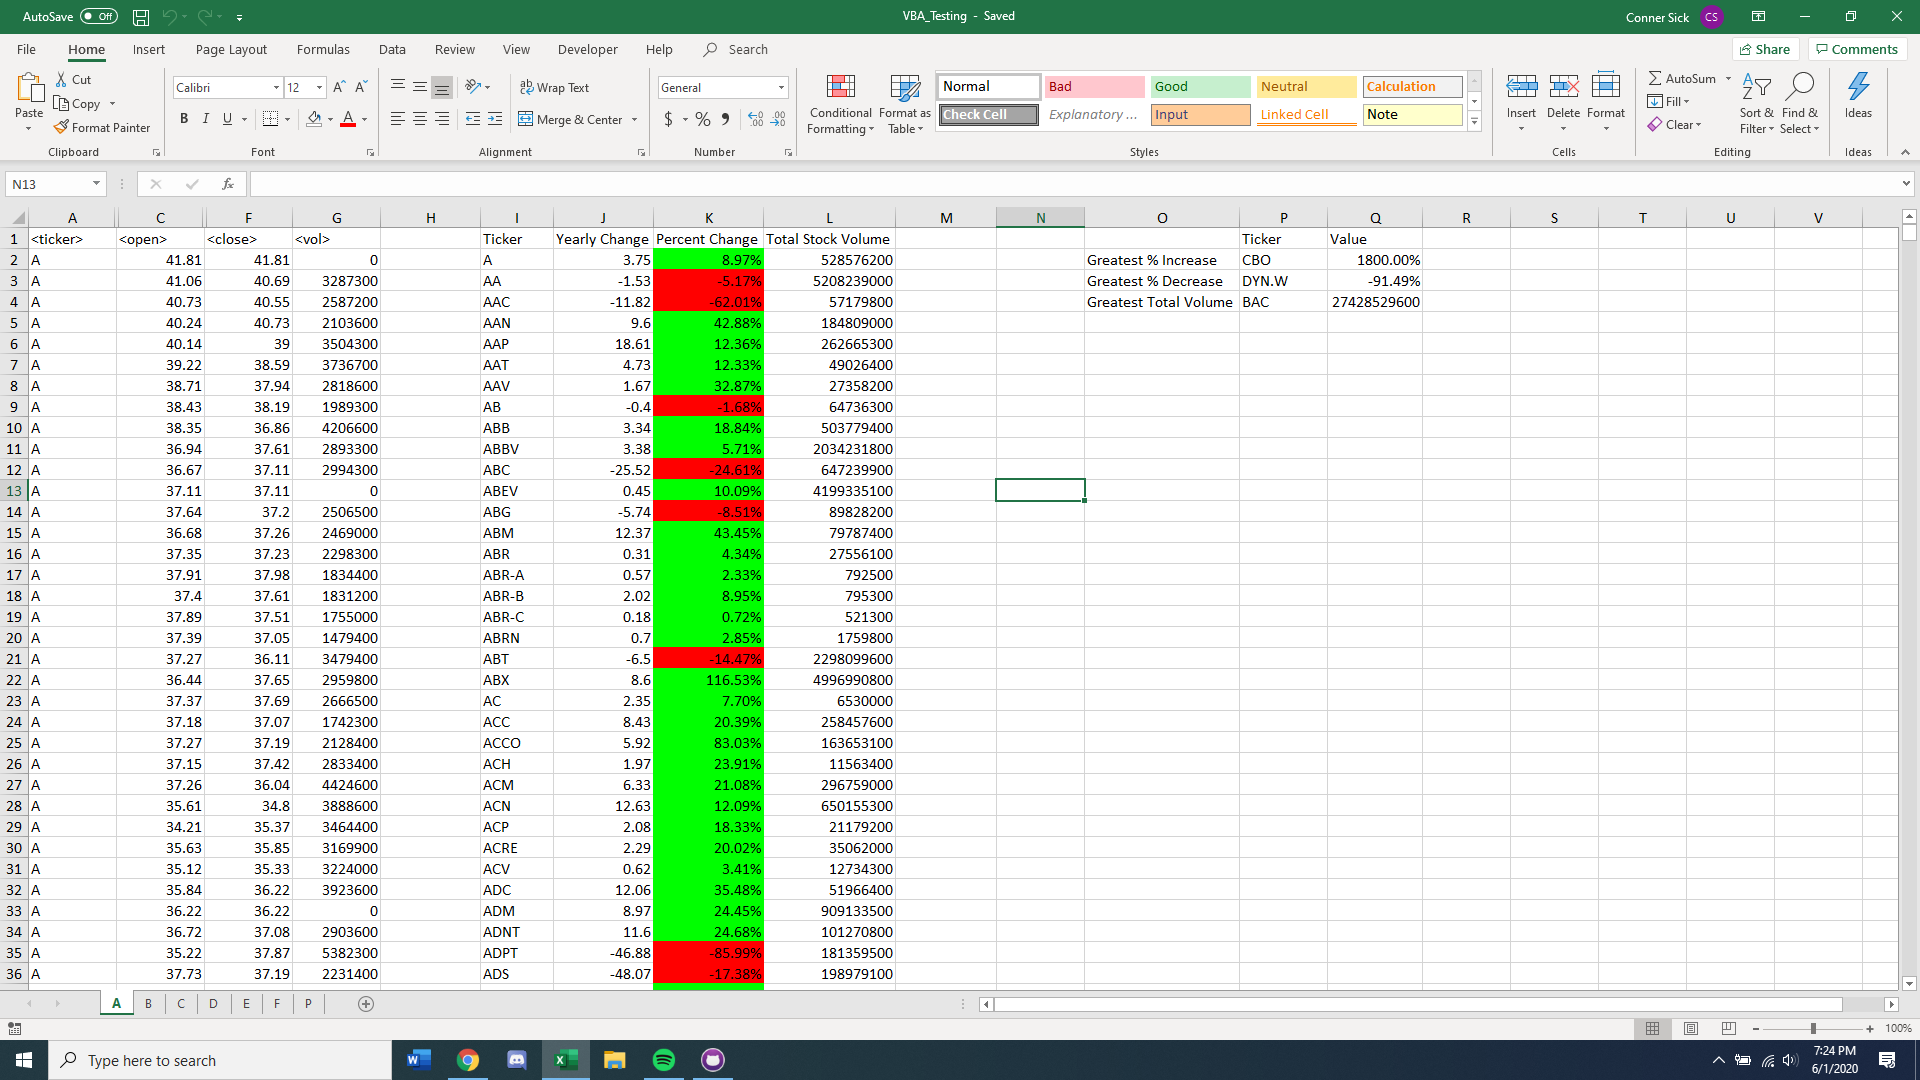 AutoSave Off VBA_Testing - Saved Conner Sick CS
File Home Insert Page Layout Formulas Data Review View Developer Help Search Share Comments
Paste Cut Copy Format Painter
Clipboard
Calibri 12 A A B I U A
Font
ab Wrap Text
Merge & Center
Alignment
General
$ % 9 .00 .00
Number
Conditional Formatting Format as Table
Normal Bad Good Neutral Calculation
Check Cell Explanatory ... Input Linked Cell Note
Styles
Insert Delete Format
Cells
AutoSum Fill Clear Sort & Filter Find & Select
Editing
Ideas
Ideas
N13 fx
A C F G H I J K L M N O P Q R S T U V
1 <ticker> <open> <close> <vol> Ticker Yearly Change Percent Change Total Stock Volume Ticker Value
2 A 41.81 41.81 0 A 3.75 8.97% 528576200 Greatest % Increase CBO 1800.00%
3 A 41.06 40.69 3287300 AA -1.53 -5.17% 5208239000 Greatest % Decrease DYN.W -91.49%
4 A 40.73 40.55 2587200 AAC -11.82 -62.01% 57179800 Greatest Total Volume BAC 27428529600
5 A 40.24 40.73 2103600 AAN 9.6 42.88% 184809000
6 A 40.14 39 3504300 AAP 18.61 12.36% 262665300
7 A 39.22 38.59 3736700 AAT 4.73 12.33% 49026400
8 A 38.71 37.94 2818600 AAV 1.67 32.87% 27358200
9 A 38.43 38.19 1989300 AB -0.4 -1.68% 64736300
10 A 38.35 36.86 4206600 ABB 3.34 18.84% 503779400
11 A 36.94 37.61 2893300 ABBV 3.38 5.71% 2034231800
12 A 36.67 37.11 2994300 ABC -25.52 -24.61% 647239900
13 A 37.11 37.11 0 ABEV 0.45 10.09% 4199335100
14 A 37.64 37.2 2506500 ABG -5.74 -8.51% 89828200
15 A 36.68 37.26 2469000 ABM 12.37 43.45% 79787400
16 A 37.35 37.23 2298300 ABR 0.31 4.34% 27556100
17 A 37.91 37.98 1834400 ABR-A 0.57 2.33% 792500
18 A 37.4 37.61 1831200 ABR-B 2.02 8.95% 795300
19 A 37.89 37.51 1755000 ABR-C 0.18 0.72% 521300
20 A 37.39 37.05 1479400 ABRN 0.7 2.85% 1759800
21 A 37.27 36.11 3479400 ABT -6.5 -14.47% 2298099600
22 A 36.44 37.65 2959800 ABX 8.6 116.53% 4996990800
23 A 37.37 37.69 2666500 AC 2.35 7.70% 6530000
24 A 37.18 37.07 1742300 ACC 8.43 20.39% 258457600
25 A 37.27 37.19 2128400 ACCO 5.92 83.03% 163653100
26 A 37.15 37.42 2833400 ACH 1.97 23.91% 11563400
27 A 37.26 36.04 4424600 ACM 6.33 21.08% 296759000
28 A 35.61 34.8 3888600 ACN 12.63 12.09% 650155300
29 A 34.21 35.37 3464400 ACP 2.08 18.33% 21179200
30 A 35.63 35.85 3169900 ACRE 2.29 20.02% 35062000
31 A 35.12 35.33 3224000 ACV 0.62 3.41% 12734300
32 A 35.84 36.22 3923600 ADC 12.06 35.48% 51966400
33 A 36.22 36.22 0 ADM 8.97 24.45% 909133500
34 A 36.72 37.08 2903600 ADNT 11.6 24.68% 101270800
35 A 35.22 37.87 5382300 ADPT -46.88 -85.99% 181359500
36 A 37.73 37.19 2231400 ADS -48.07 -17.38% 198979100
A B C D E F P
100%
Type here to search
7:24 PM
6/1/2020